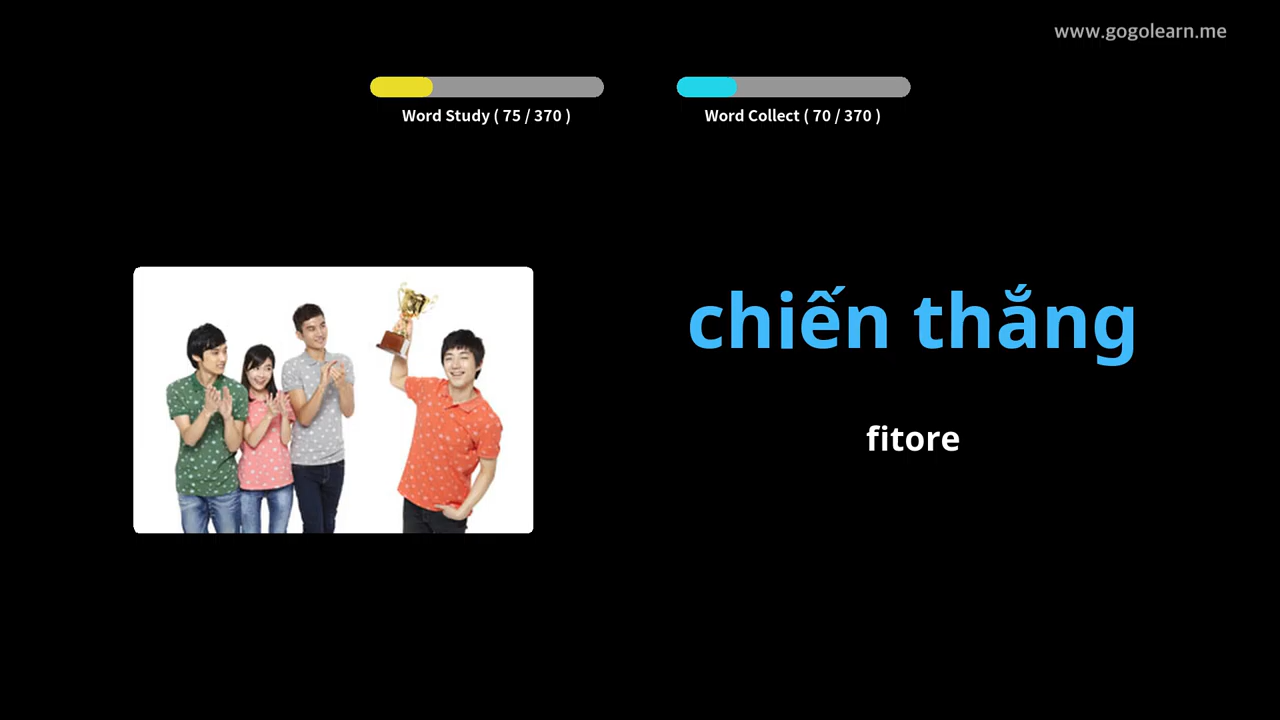 www.gogolearn.me
Word Study ( 75 / 370 )
Word Collect ( 70 / 370 )
chiến thắng
fitore